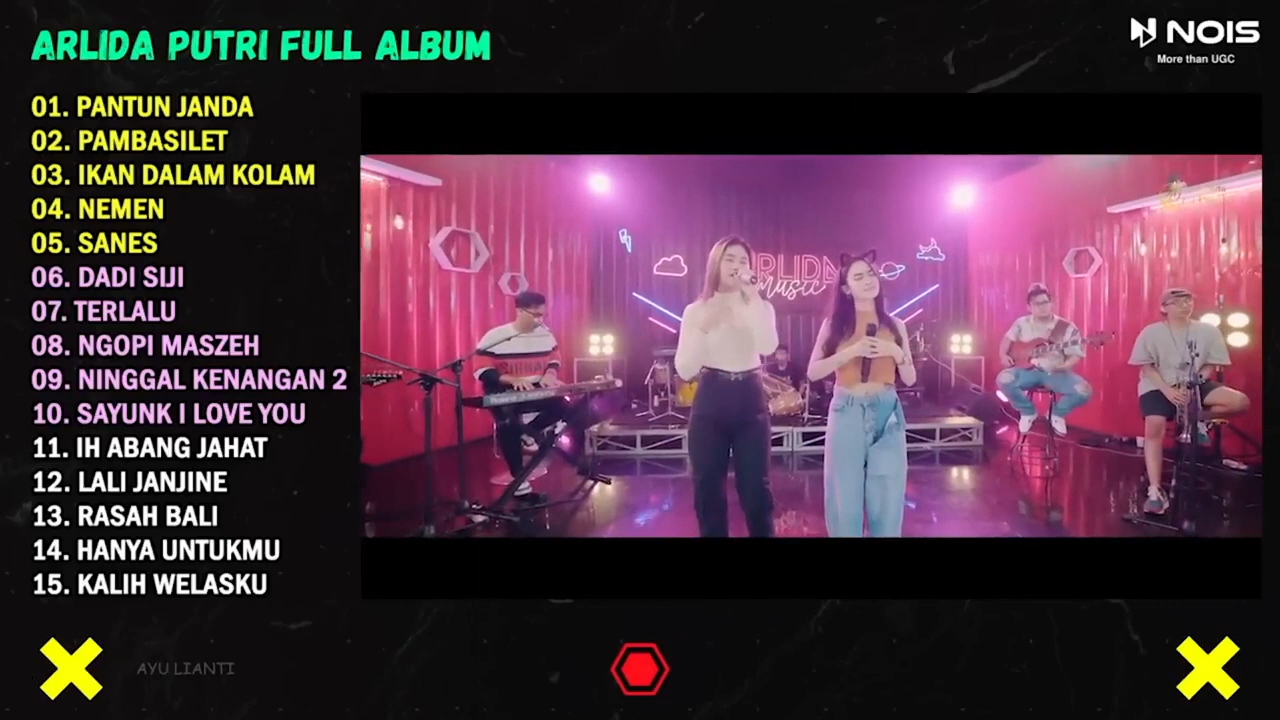 ARLIDA PUTRI FULL ALBUM
NOIS
More than UGC
01. PANTUN JANDA
02. PAMBASILET
03. IKAN DALAM KOLAM
04. NEMEN
05. SANES
06. DADI SIJI
07. TERLALU
08. NGOPI MASZEH
09. NINGGAL KENANGAN 2
10. SAYUNK I LOVE YOU
11. IH ABANG JAHAT
12. LALI JANJINE
13. RASAH BALI
14. HANYA UNTUKMU
15. KALIH WELASKU
Music
AYU LIANTI